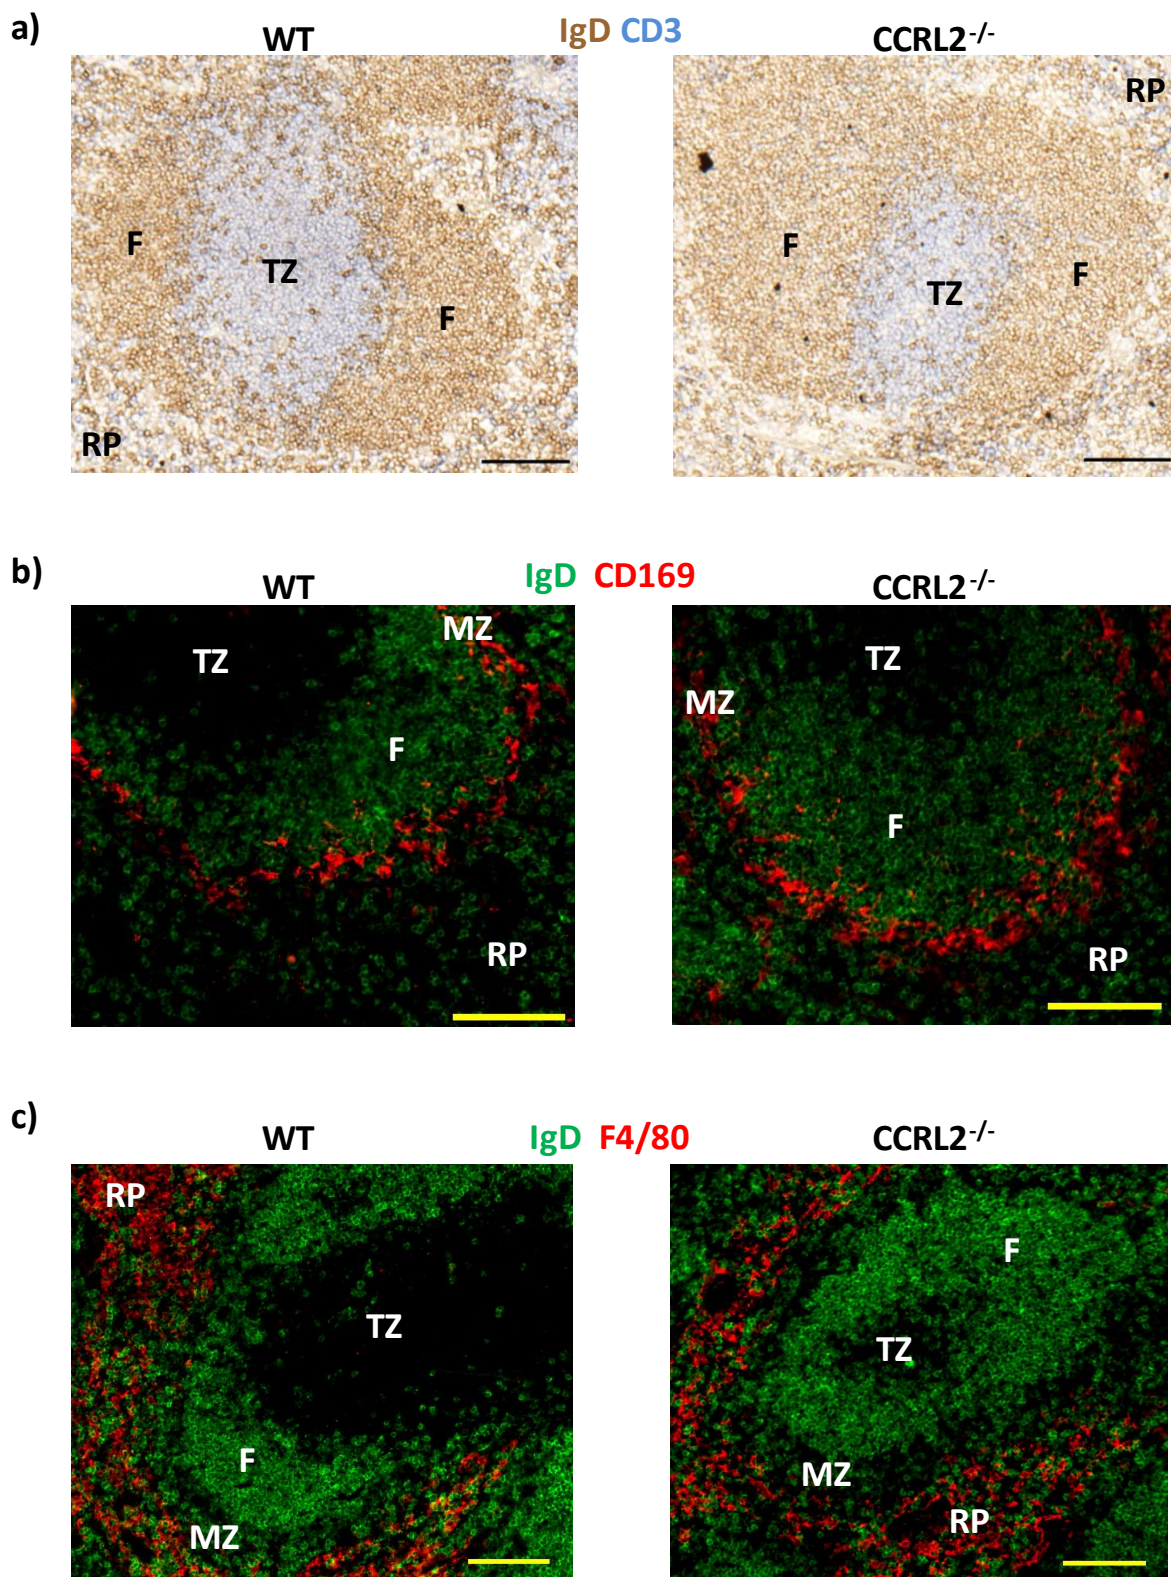 a)
WT IgD CD3 CCRL2-/-
RP
F
TZ
F
RP
F
TZ
F
b)
WT IgD CD169 CCRL2-/-
MZ
TZ
F
RP
TZ
MZ
F
RP
c)
WT IgD F4/80 CCRL2-/-
RP
TZ
F
MZ
F
TZ
MZ
RP